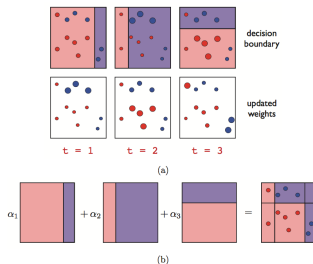 decision
boundary
updated
weights
t = 1 t = 2 t = 3
(a)
α₁ +α₂ +α₃ =
(b)